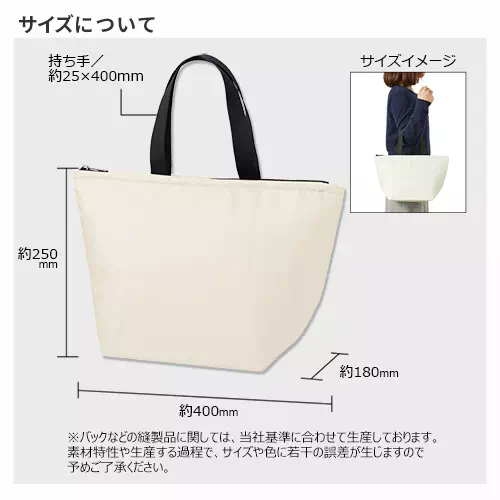 サイズについて
持ち手／
約25×400mm
サイズイメージ
約250
mm
約180mm
約400mm
※バックなどの縫製品に関しては、当社基準に合わせて生産しております。
素材特性や生産する過程で、サイズや色に若干の誤差が生じますので
予めご了承ください。